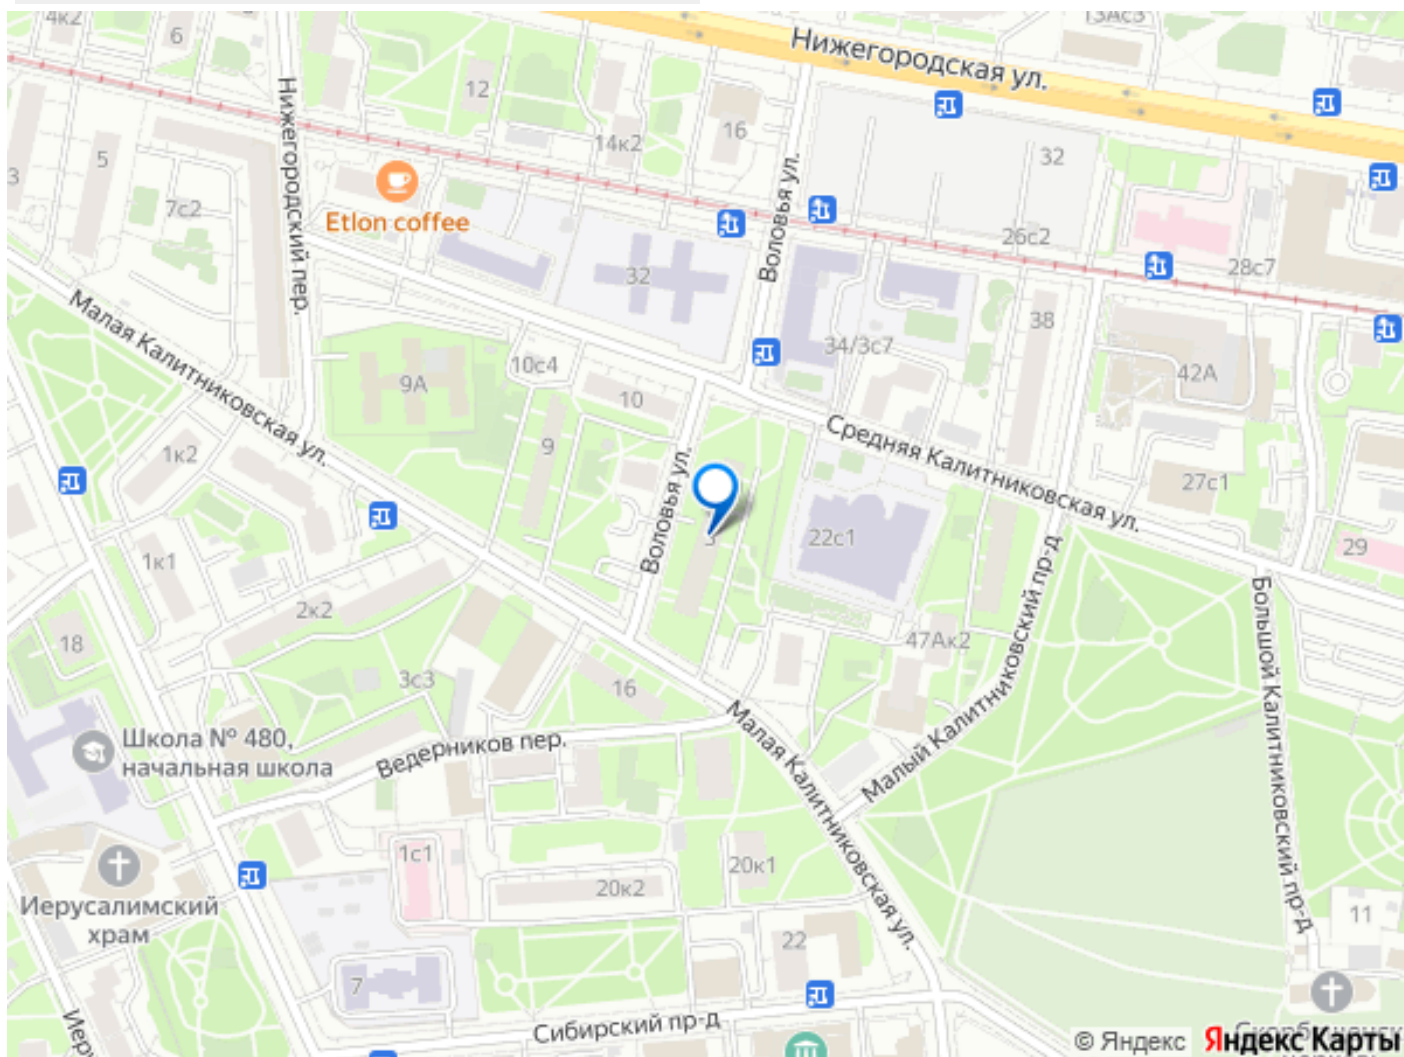 4к2
6
13Ас3
Нижегородская ул.
12
14к2
16
32
5
3
7с2
Нижегородский пер.
Etlon coffee
Воловья ул.
32
26с2
28с7
38
34/3с7
42А
Малая Калитниковская ул.
9А
10с4
10
9
1к2
Средняя Калитниковская ул.
27с1
Воловья ул.
3
22с1
29
1к1
2к2
18
47Ак2
Малый Калитниковский пр-д
Большой Калитниковский пр-д
3с3
16
Школа № 480,
начальная школа
Ведерников пер.
Малая Калитниковская ул.
1с1
20к2
20к1
Иерусалимский
храм
22
11
7
Сибирский пр-д
© Яндекс Яндекс Карты